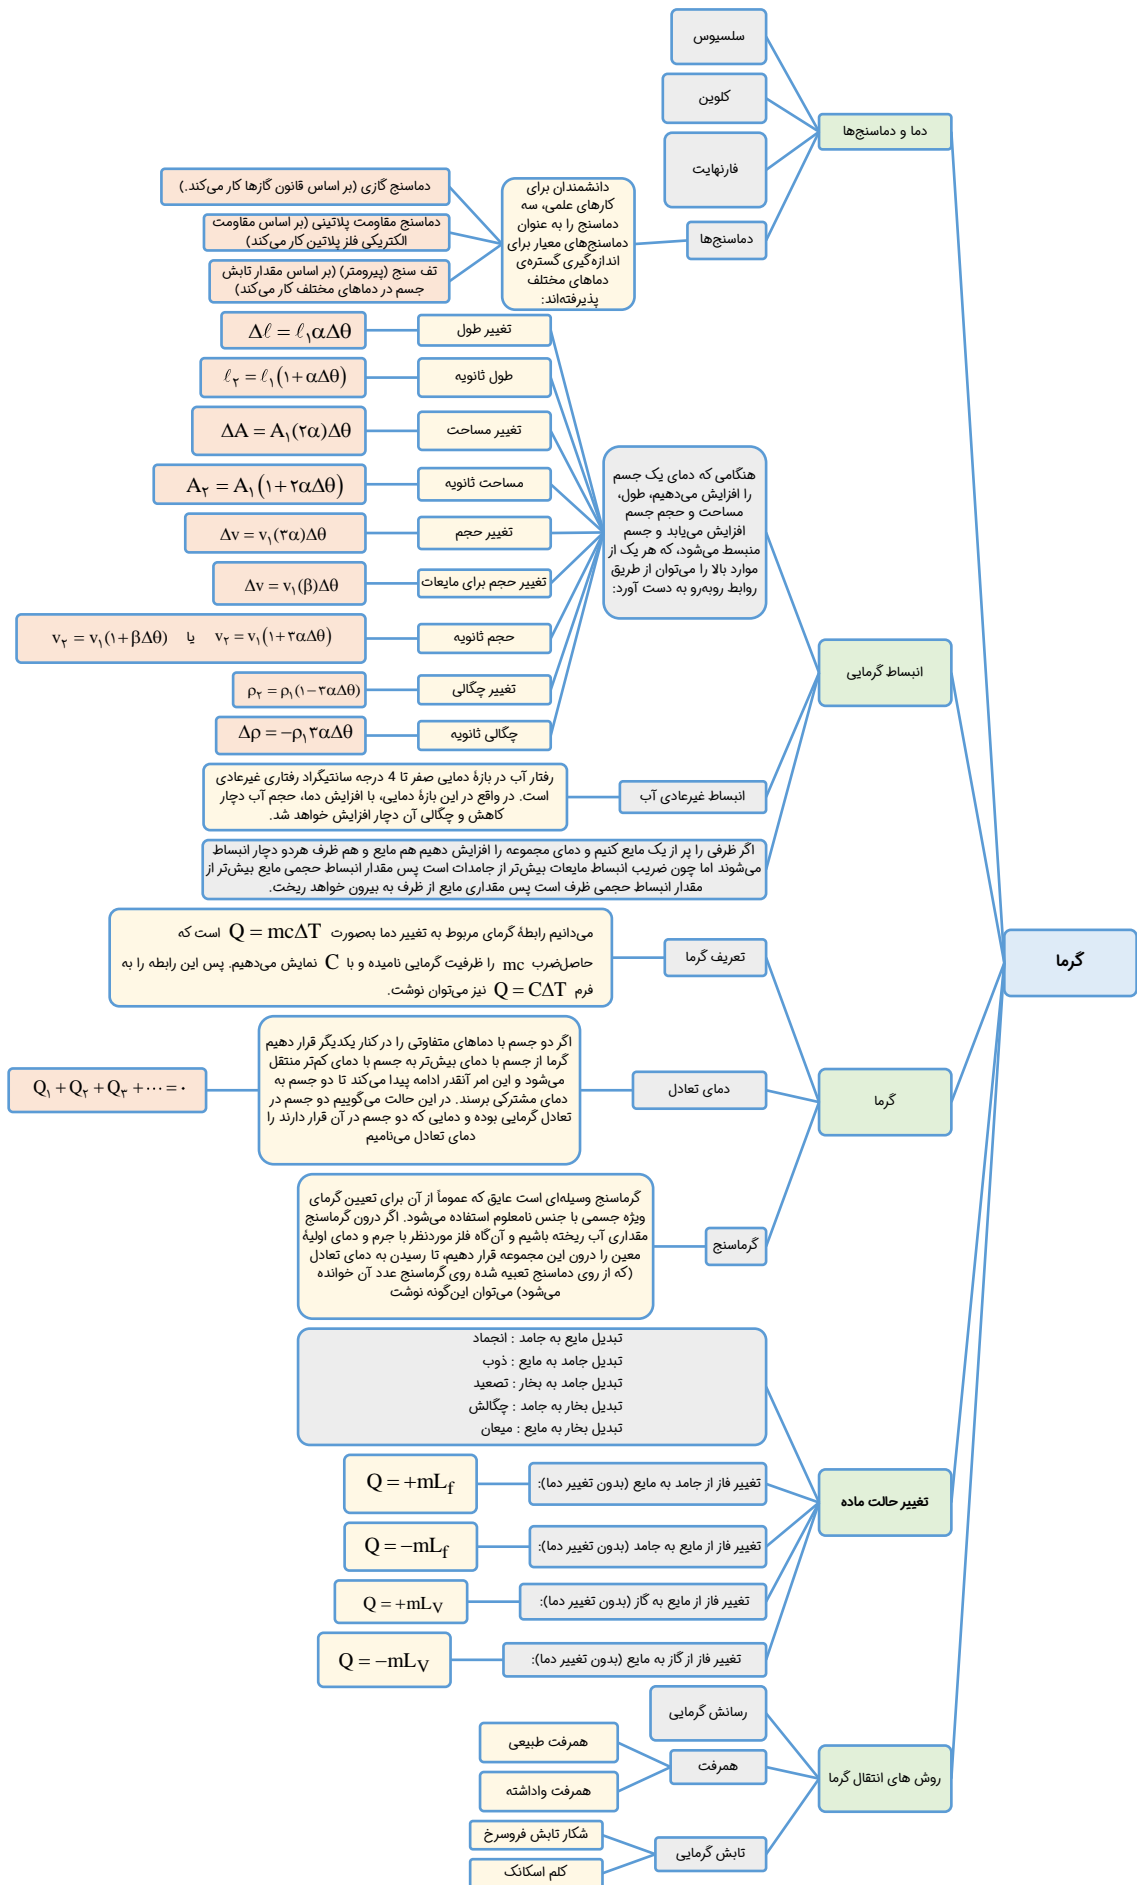 گرما
دما و دماسنج‌ها
سلسیوس
کلوین
فارنهایت
دماسنج‌ها
دانشمندان برای
کارهای علمی، سه
دماسنج را به عنوان
دماسنج‌های معیار برای
اندازه‌گیری گستره‌ی
دماهای مختلف
پذیرفته‌اند:
دماسنج گازی (بر اساس قانون گازها کار می‌کند.)
دماسنج مقاومت پلاتینی (بر اساس مقاومت
الکتریکی فلز پلاتین کار می‌کند)
تف سنج (پیرومتر) (بر اساس مقدار تابش
جسم در دماهای مختلف کار می‌کند)
انبساط گرمایی
هنگامی که دمای یک جسم
را افزایش می‌دهیم، طول،
مساحت و حجم جسم
افزایش می‌یابد و جسم
منبسط می‌شود، که هر یک از
موارد بالا را می‌توان از طریق
روابط روبه‌رو به دست آورد:
تغییر طول
Δℓ = ℓ₁αΔθ
طول ثانویه
ℓ₂ = ℓ₁(۱+αΔθ)
تغییر مساحت
ΔA = A₁(۲α)Δθ
مساحت ثانویه
A₂ = A₁(۱+۲αΔθ)
تغییر حجم
Δv = v₁(۳α)Δθ
تغییر حجم برای مایعات
Δv = v₁(β)Δθ
حجم ثانویه
v₂ = v₁(۱+۳αΔθ) یا v₂ = v₁(۱+βΔθ)
تغییر چگالی
ρ₂ = ρ₁(۱−۳αΔθ)
چگالی ثانویه
Δρ = −ρ₁۳αΔθ
انبساط غیرعادی آب
رفتار آب در بازۀ دمایی صفر تا 4 درجه سانتیگراد رفتاری غیرعادی
است. در واقع در این بازۀ دمایی، با افزایش دما، حجم آب دچار
کاهش و چگالی آن دچار افزایش خواهد شد.
اگر ظرفی را پر از یک مایع کنیم و دمای مجموعه را افزایش دهیم هم مایع و هم ظرف هردو دچار انبساط
می‌شوند اما چون ضریب انبساط مایعات بیش‌تر از جامدات است پس مقدار انبساط حجمی مایع بیش‌تر از
مقدار انبساط حجمی ظرف است پس مقداری مایع از ظرف به بیرون خواهد ریخت.
گرما
تعریف گرما
می‌دانیم رابطۀ گرمای مربوط به تغییر دما به‌صورت Q = mcΔT است که
حاصل‌ضرب mc را ظرفیت گرمایی نامیده و با C نمایش می‌دهیم. پس این رابطه را به
فرم Q = CΔT نیز می‌توان نوشت.
دمای تعادل
اگر دو جسم با دماهای متفاوتی را در کنار یکدیگر قرار دهیم
گرما از جسم با دمای بیش‌تر به جسم با دمای کم‌تر منتقل
می‌شود و این امر آنقدر ادامه پیدا می‌کند تا دو جسم به
دمای مشترکی برسند. در این حالت می‌گوییم دو جسم در
تعادل گرمایی بوده و دمایی که دو جسم در آن قرار دارند را
دمای تعادل می‌نامیم
Q₁ + Q₂ + Q₃ + ⋯ = ۰
گرماسنج
گرماسنج وسیله‌ای است عایق که عموماً از آن برای تعیین گرمای
ویژه جسمی با جنس نامعلوم استفاده می‌شود. اگر درون گرماسنج
مقداری آب ریخته باشیم و آن‌گاه فلز موردنظر با جرم و دمای اولیۀ
معین را درون این مجموعه قرار دهیم، تا رسیدن به دمای تعادل
(که از روی دماسنج تعبیه شده روی گرماسنج عدد آن خوانده
می‌شود) می‌توان این‌گونه نوشت
تغییر حالت ماده
تبدیل مایع به جامد : انجماد
تبدیل جامد به مایع : ذوب
تبدیل جامد به بخار : تصعید
تبدیل بخار به جامد : چگالش
تبدیل بخار به مایع : میعان
تغییر فاز از جامد به مایع (بدون تغییر دما):
Q = +mL_f
تغییر فاز از مایع به جامد (بدون تغییر دما):
Q = −mL_f
تغییر فاز از مایع به گاز (بدون تغییر دما):
Q = +mL_V
تغییر فاز از گاز به مایع (بدون تغییر دما):
Q = −mL_V
روش های انتقال گرما
رسانش گرمایی
همرفت
همرفت طبیعی
همرفت واداشته
تابش گرمایی
شکار تابش فروسرخ
کلم اسکانک